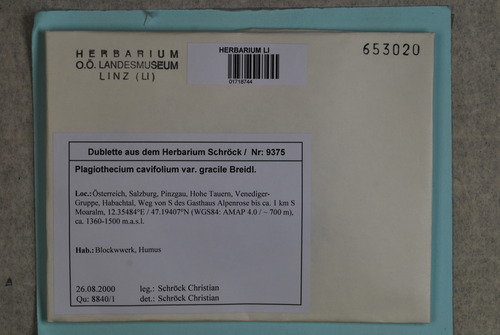 HERBARIUM
O.Ö. LANDESMUSEUM
LINZ (LI)
HERBARIUM LI
01718744
653020
Dublette aus dem Herbarium Schröck / Nr: 9375
Plagiothecium cavifolium var. gracile Breidl.
Loc.:Österreich, Salzburg, Pinzgau, Hohe Tauern, Venediger-
Gruppe, Habachtal, Weg von S des Gasthaus Alpenrose bis ca. 1 km S
Moaralm, 12.35484°E / 47.19407°N (WGS84: AMAP 4.0 / ~ 700 m),
ca. 1360-1500 m.a.s.l.
Hab.:Blockwwerk, Humus
26.08.2000 leg.: Schröck Christian
Qu: 8840/1 det.: Schröck Christian